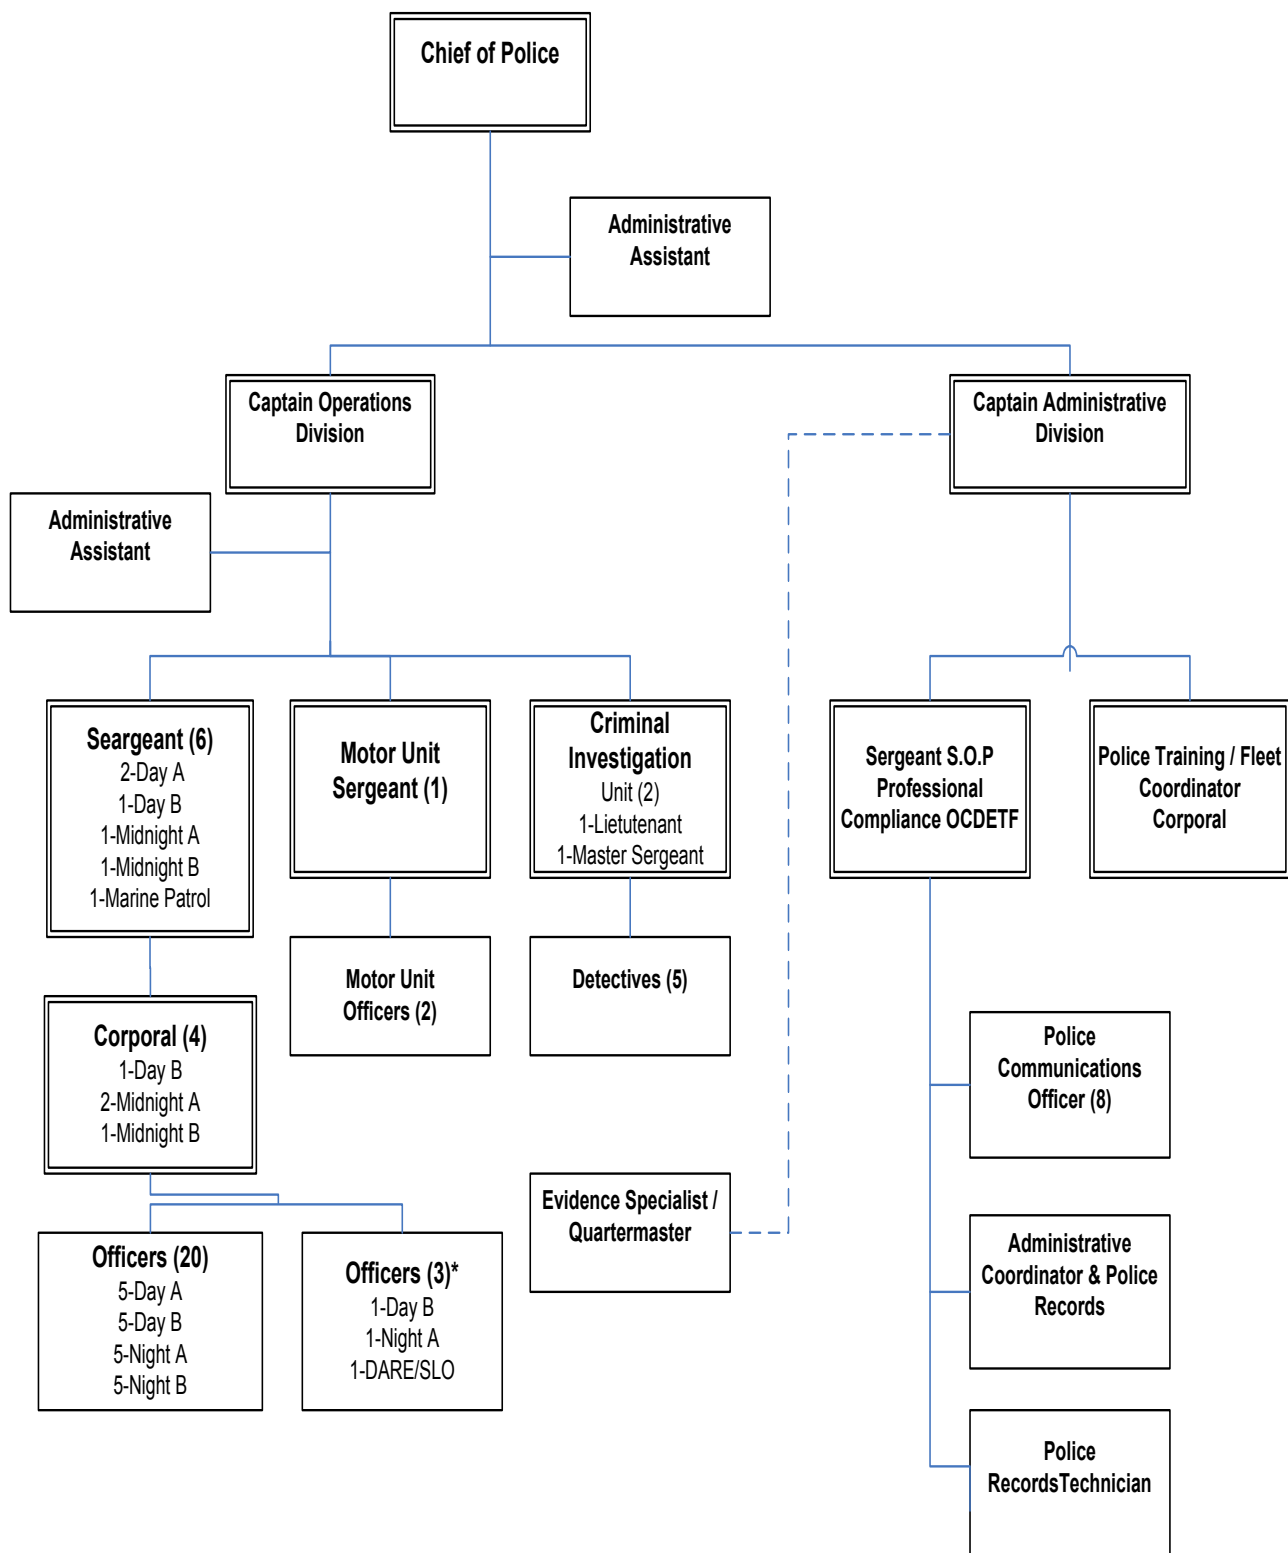 Chief of Police
Administrative
Assistant
Captain Operations
Division
Captain Administrative
Division
Administrative
Assistant
Seargeant (6)
2-Day A
1-Day B
1-Midnight A
1-Midnight B
1-Marine Patrol
Motor Unit
Sergeant (1)
Criminal
Investigation
Unit (2)
1-Lietutenant
1-Master Sergeant
Sergeant S.O.P
Professional
Compliance OCDETF
Police Training / Fleet
Coordinator
Corporal
Motor Unit
Officers (2)
Detectives (5)
Corporal (4)
1-Day B
2-Midnight A
1-Midnight B
Police
Communications
Officer (8)
Evidence Specialist /
Quartermaster
Officers (20)
5-Day A
5-Day B
5-Night A
5-Night B
Officers (3)*
1-Day B
1-Night A
1-DARE/SLO
Administrative
Coordinator & Police
Records
Police
RecordsTechnician